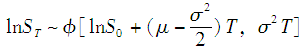 lnS_T ~ ϕ[lnS_0 + (μ − σ²/2)T, σ²T]